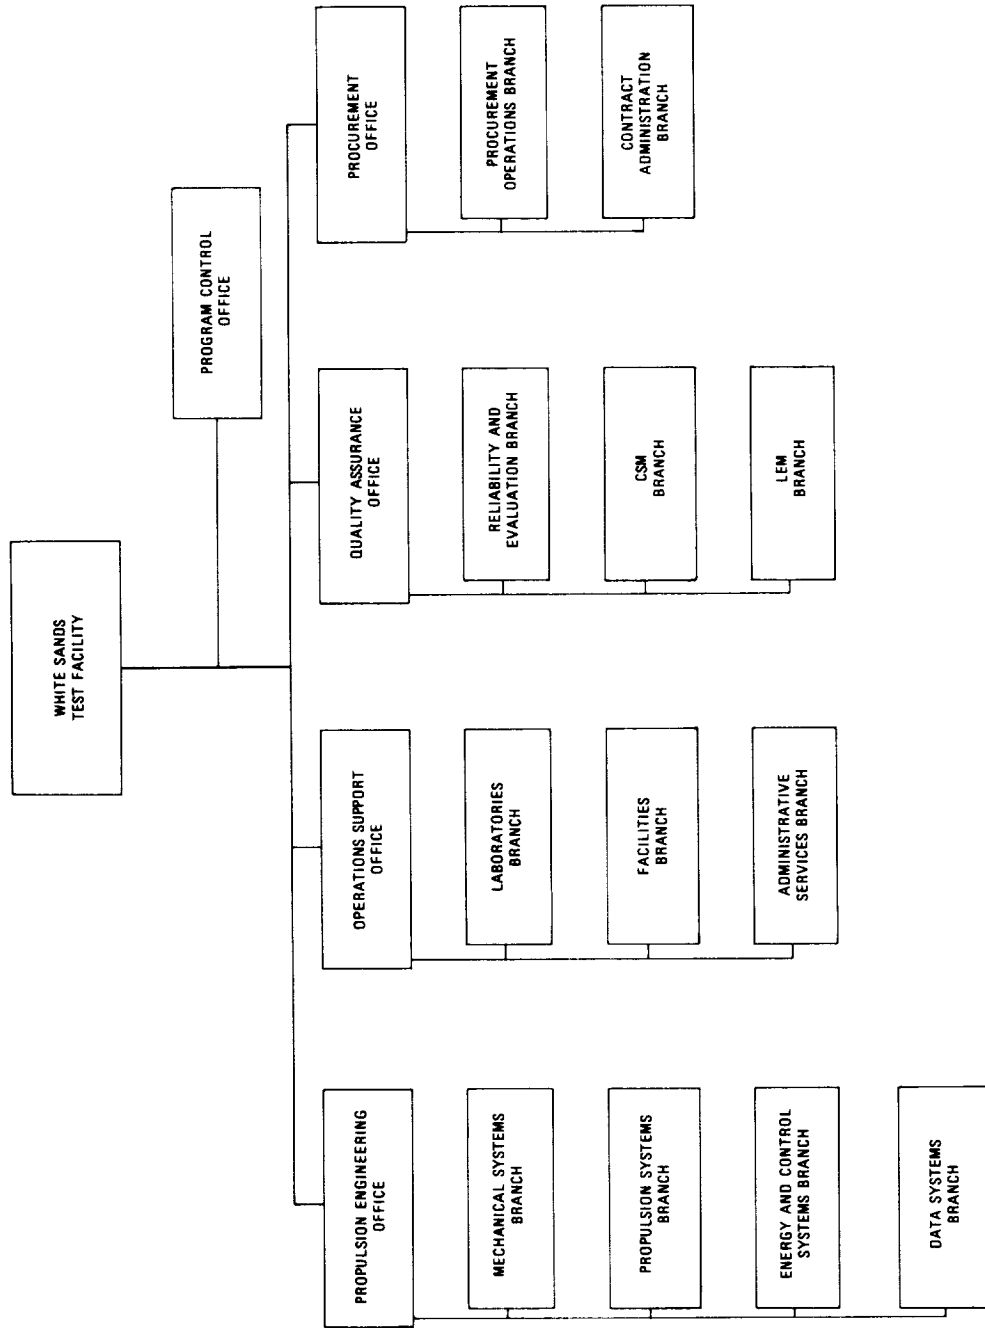 WHITE SANDS
TEST FACILITY
PROGRAM CONTROL
OFFICE
PROPULSION ENGINEERING
OFFICE
MECHANICAL SYSTEMS
BRANCH
PROPULSION SYSTEMS
BRANCH
ENERGY AND CONTROL
SYSTEMS BRANCH
DATA SYSTEMS
BRANCH
OPERATIONS SUPPORT
OFFICE
LABORATORIES
BRANCH
FACILITIES
BRANCH
ADMINISTRATIVE
SERVICES BRANCH
QUALITY ASSURANCE
OFFICE
RELIABILITY AND
EVALUATION BRANCH
CSM
BRANCH
LEM
BRANCH
PROCUREMENT
OFFICE
PROCUREMENT
OPERATIONS BRANCH
CONTRACT
ADMINISTRATION
BRANCH